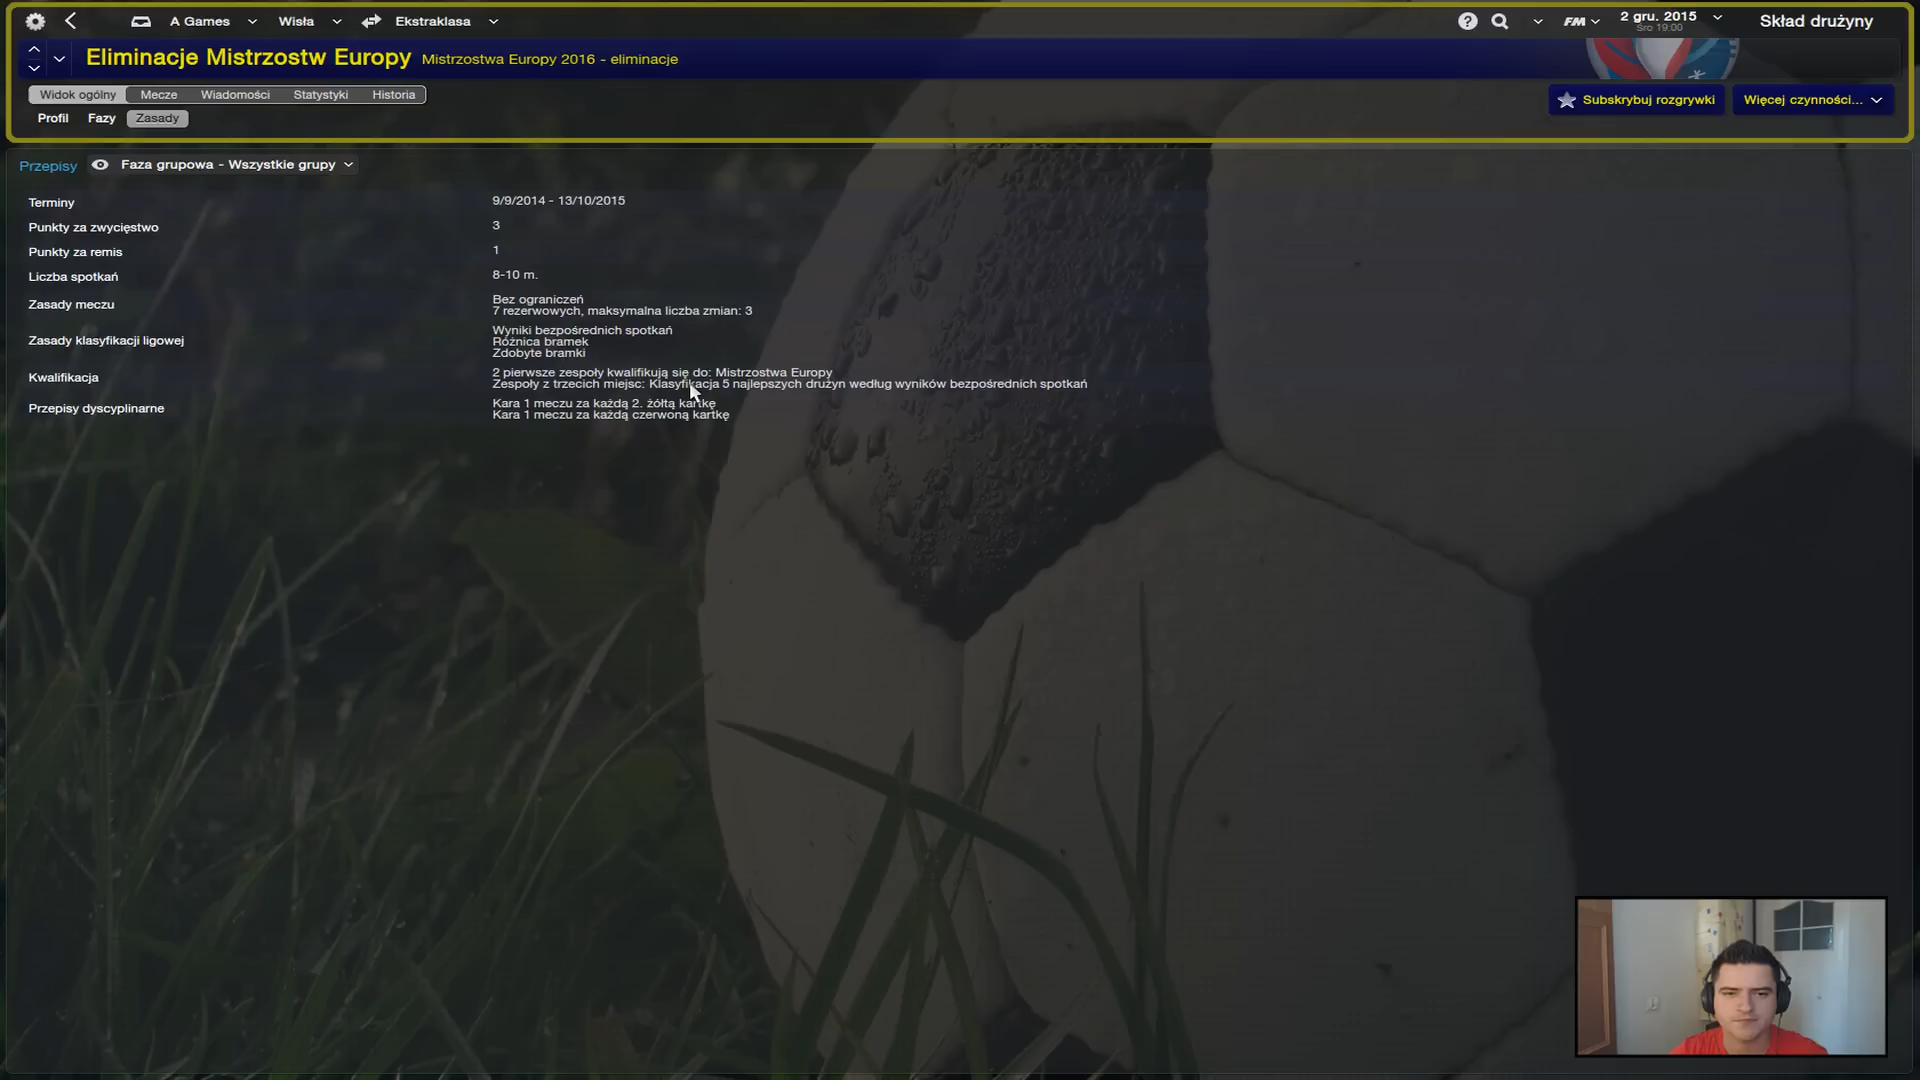 A Games
Wisła
Ekstraklasa
FM
2 gru. 2015
Śro 19:00
Skład drużyny
Eliminacje Mistrzostw Europy
Mistrzostwa Europy 2016 - eliminacje
Widok ogólny
Mecze
Wiadomości
Statystyki
Historia
Subskrybuj rozgrywki
Więcej czynności...
Profil
Fazy
Zasady
Przepisy
Faza grupowa - Wszystkie grupy
Terminy
9/9/2014 - 13/10/2015
Punkty za zwycięstwo
3
Punkty za remis
1
Liczba spotkań
8-10 m.
Zasady meczu
Bez ograniczeń
7 rezerwowych, maksymalna liczba zmian: 3
Zasady klasyfikacji ligowej
Wyniki bezpośrednich spotkań
Różnica bramek
Zdobyte bramki
Kwalifikacja
2 pierwsze zespoły kwalifikują się do: Mistrzostwa Europy
Zespoły z trzecich miejsc: Klasyfikacja 5 najlepszych drużyn według wyników bezpośrednich spotkań
Przepisy dyscyplinarne
Kara 1 meczu za każdą 2. żółtą kartkę
Kara 1 meczu za każdą czerwoną kartkę